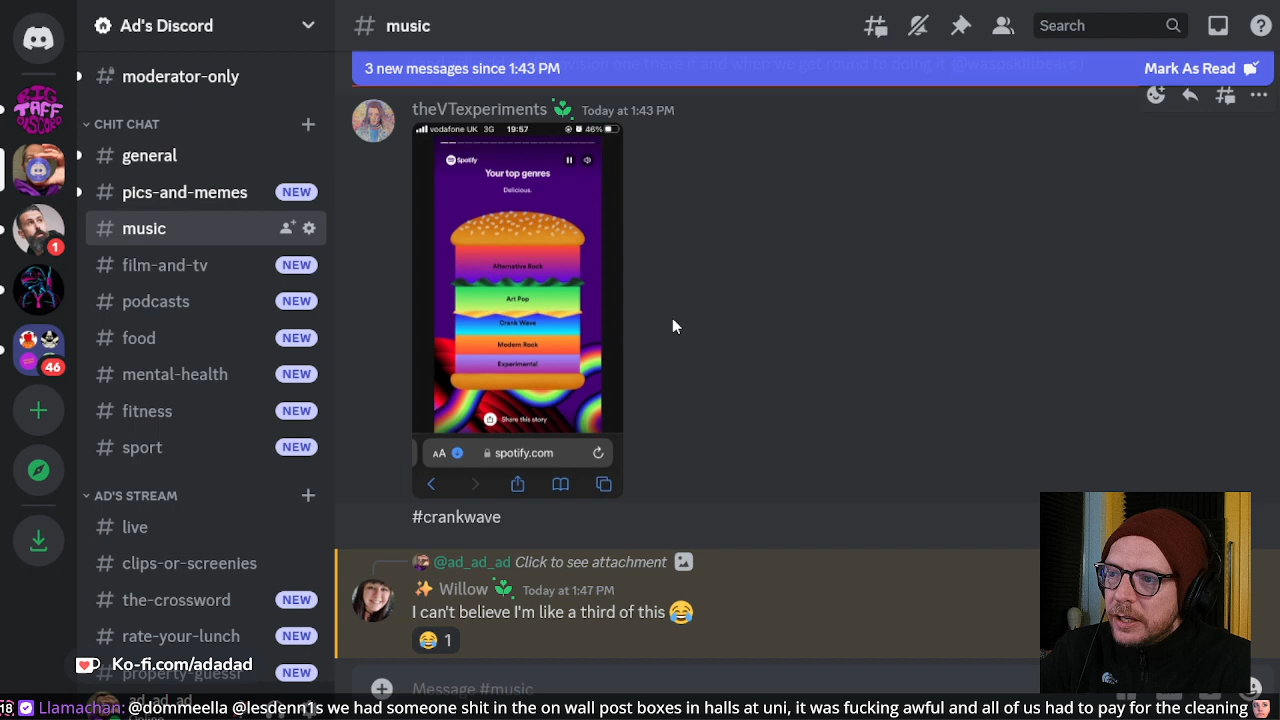 Ad's Discord
moderator-only
CHIT CHAT
general
pics-and-memes NEW
music
film-and-tv NEW
podcasts NEW
food NEW
mental-health NEW
fitness NEW
sport NEW
AD'S STREAM
live
clips-or-screenies
the-crossword NEW
rate-your-lunch NEW
Ko-fi.com/adadad
property-guessr NEW
ad_ad_ad
1
46
music
Search
3 new messages since 1:43 PM
Mark As Read
theVTexperiments Today at 1:43 PM
vodafone UK 3G 19:57 46%
Spotify
Your top genres
Delicious.
Alternative Rock
Art Pop
Crank Wave
Modern Rock
Experimental
Share this story
AA spotify.com
#crankwave
@ad_ad_ad Click to see attachment
Willow Today at 1:47 PM
I can't believe I'm like a third of this 😂
😂 1
Message #music
18 Llamachan: @dommeella @lesdenn1s we had someone shit in the on wall post boxes in halls at uni, it was fucking awful and all of us had to pay for the cleaning